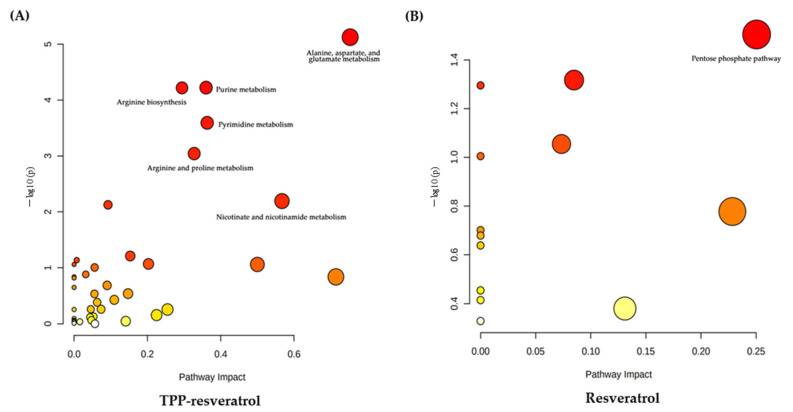 (A)
Alanine, aspartate, and
glutamate metabolism
Purine metabolism
Arginine biosynthesis
Pyrimidine metabolism
Arginine and proline metabolism
Nicotinate and nicotinamide metabolism
−log10(p)
5
4
3
2
1
0
0.0 0.2 0.4 0.6
Pathway Impact
TPP-resveratrol
(B)
Pentose phosphate pathway
−log10(p)
1.4
1.2
1.0
0.8
0.6
0.4
0.00 0.05 0.10 0.15 0.20 0.25
Pathway Impact
Resveratrol